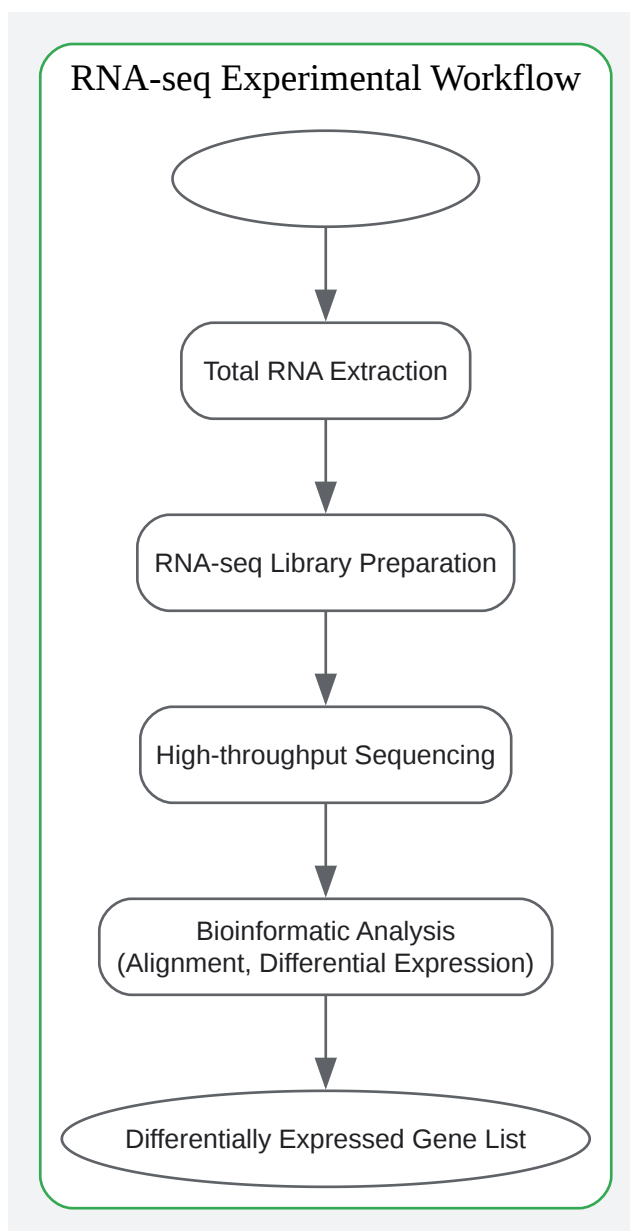 RNA-seq Experimental Workflow
Total RNA Extraction
RNA-seq Library Preparation
High-throughput Sequencing
Bioinformatic Analysis
(Alignment, Differential Expression)
Differentially Expressed Gene List